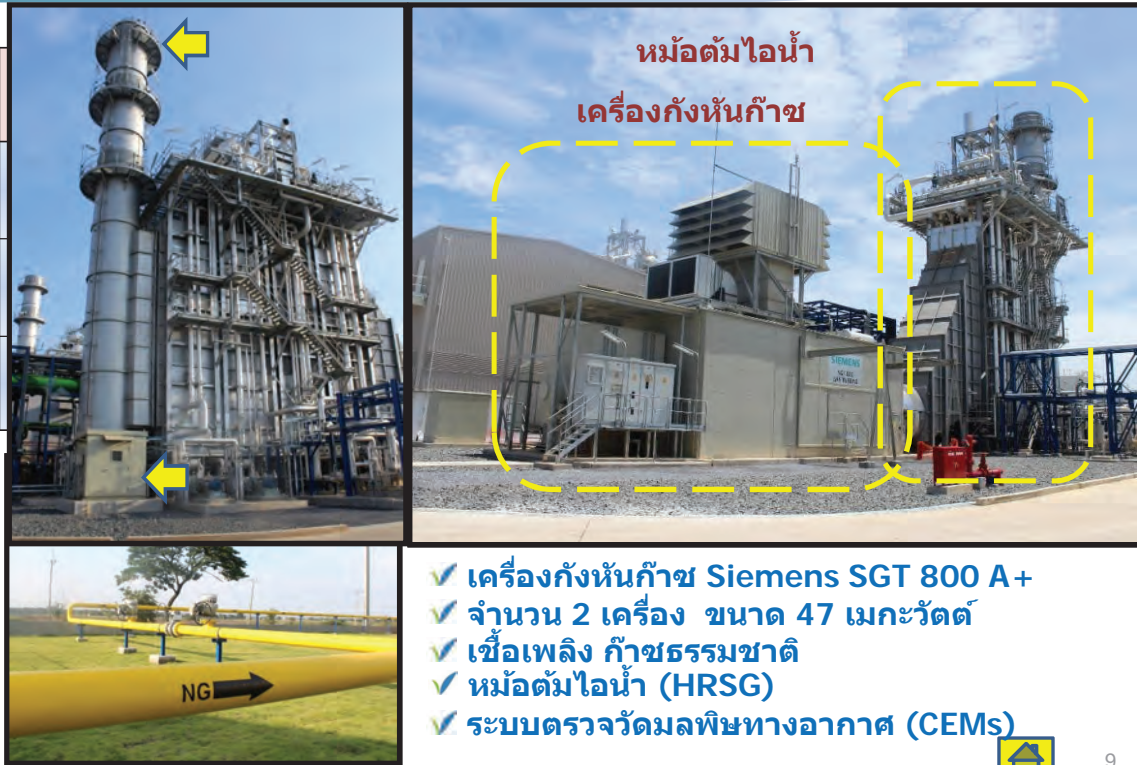 หม้อต้มไอน้ำ
เครื่องกังหันก๊าซ
SIEMENS
NG
เครื่องกังหันก๊าซ Siemens SGT 800 A+
จำนวน 2 เครื่อง ขนาด 47 เมกะวัตต์
เชื้อเพลิง ก๊าซธรรมชาติ
หม้อต้มไอน้ำ (HRSG)
ระบบตรวจวัดมลพิษทางอากาศ (CEMs)
9